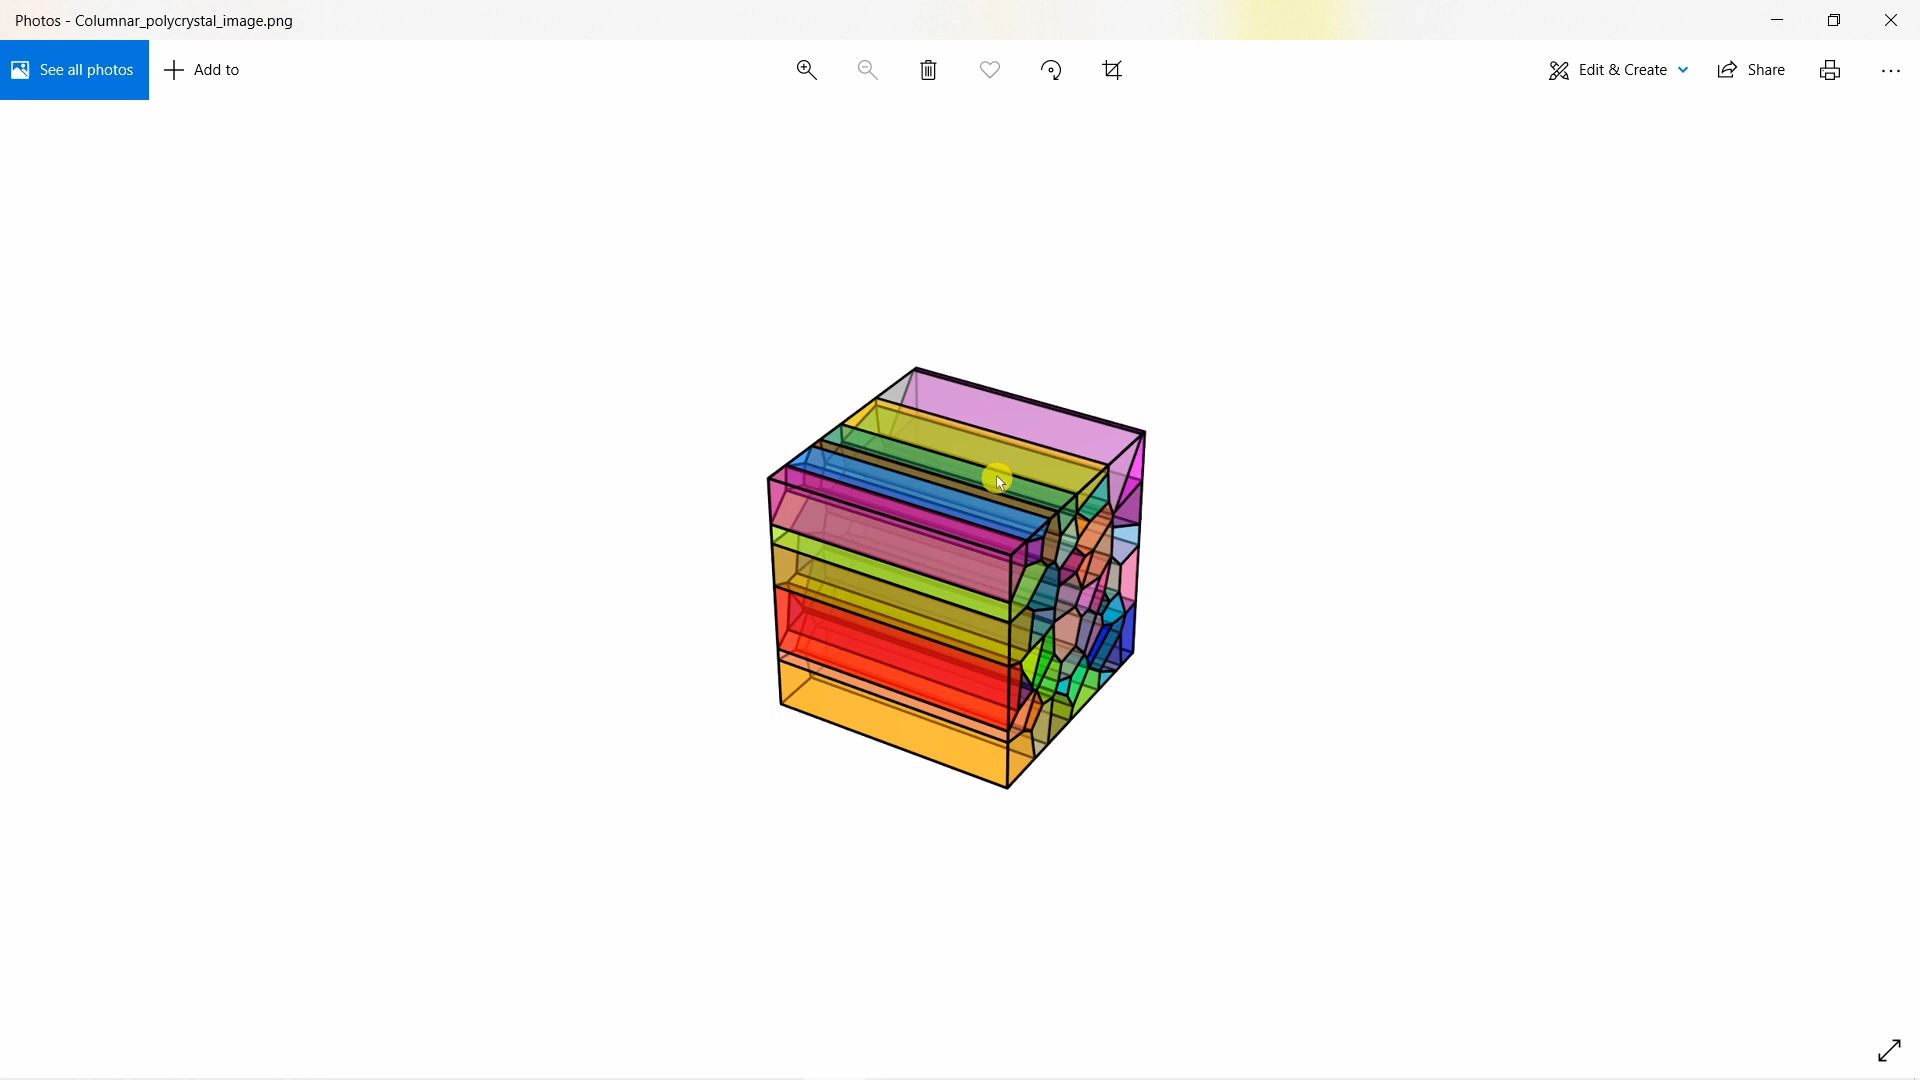 Photos - Columnar_polycrystal_image.png
See all photos
Add to
Edit & Create
Share